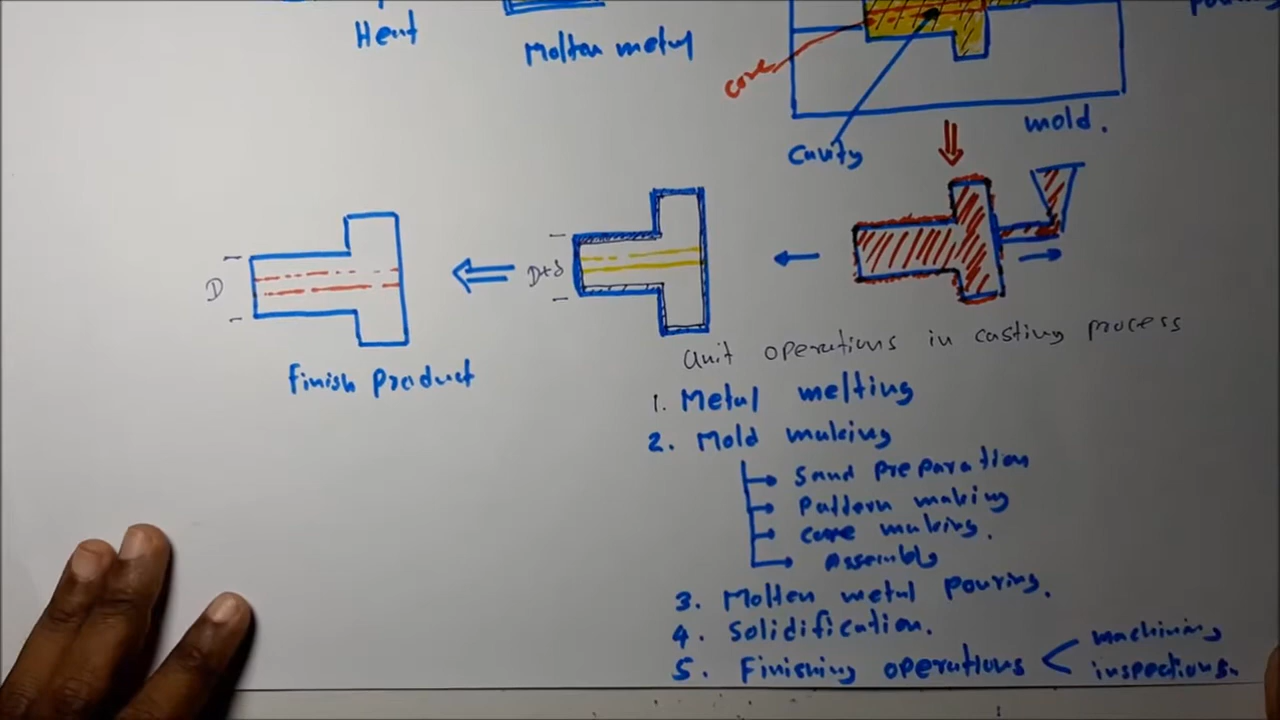 Heat
Molten metal
core
Cavity
mold.
D
D+δ
Finish product
Unit operations in casting process
1. Metal melting
2. Mold making
Sand preparation
Pattern making
Core making.
Assembly
3. Molten metal pouring.
4. Solidification.
5. Finishing operations
machining
inspections.